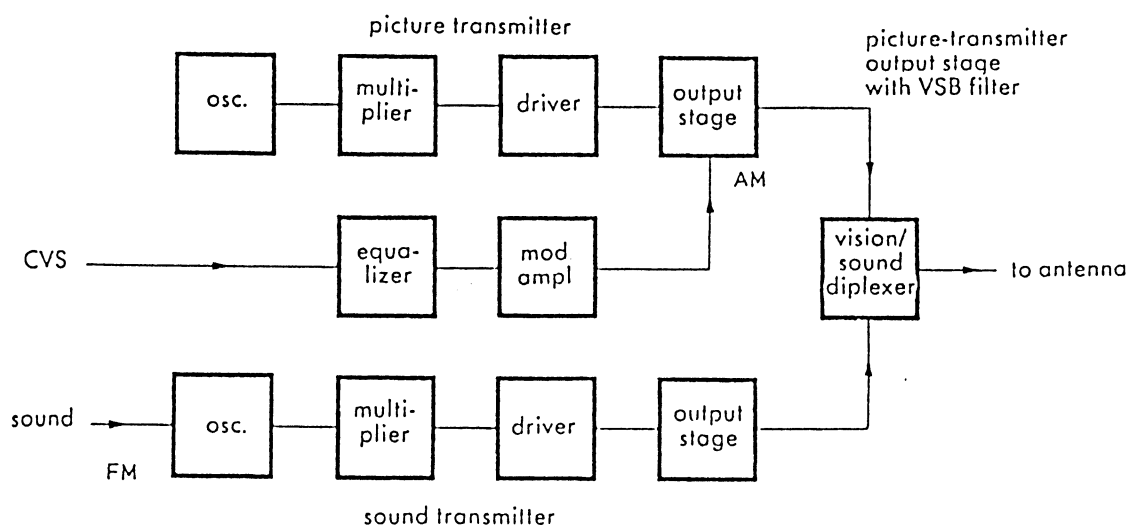 picture transmitter
picture-transmitter
output stage
with VSB filter
osc.
multi-
plier
driver
output
stage
AM
CVS
equa-
lizer
mod
ampl
vision/
sound
diplexer
to antenna
sound
FM
osc.
multi-
plier
driver
output
stage
sound transmitter